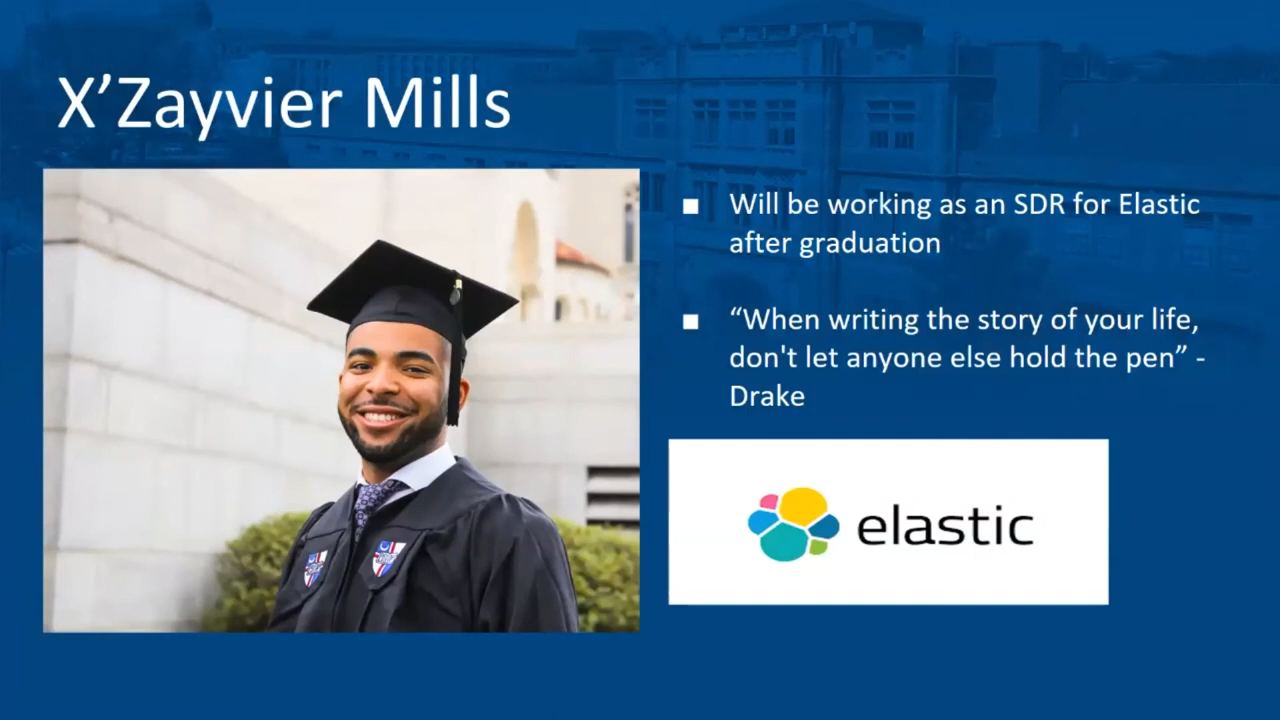 X’Zayvier Mills
■ Will be working as an SDR for Elastic
after graduation
■ “When writing the story of your life,
don't let anyone else hold the pen” -
Drake
elastic